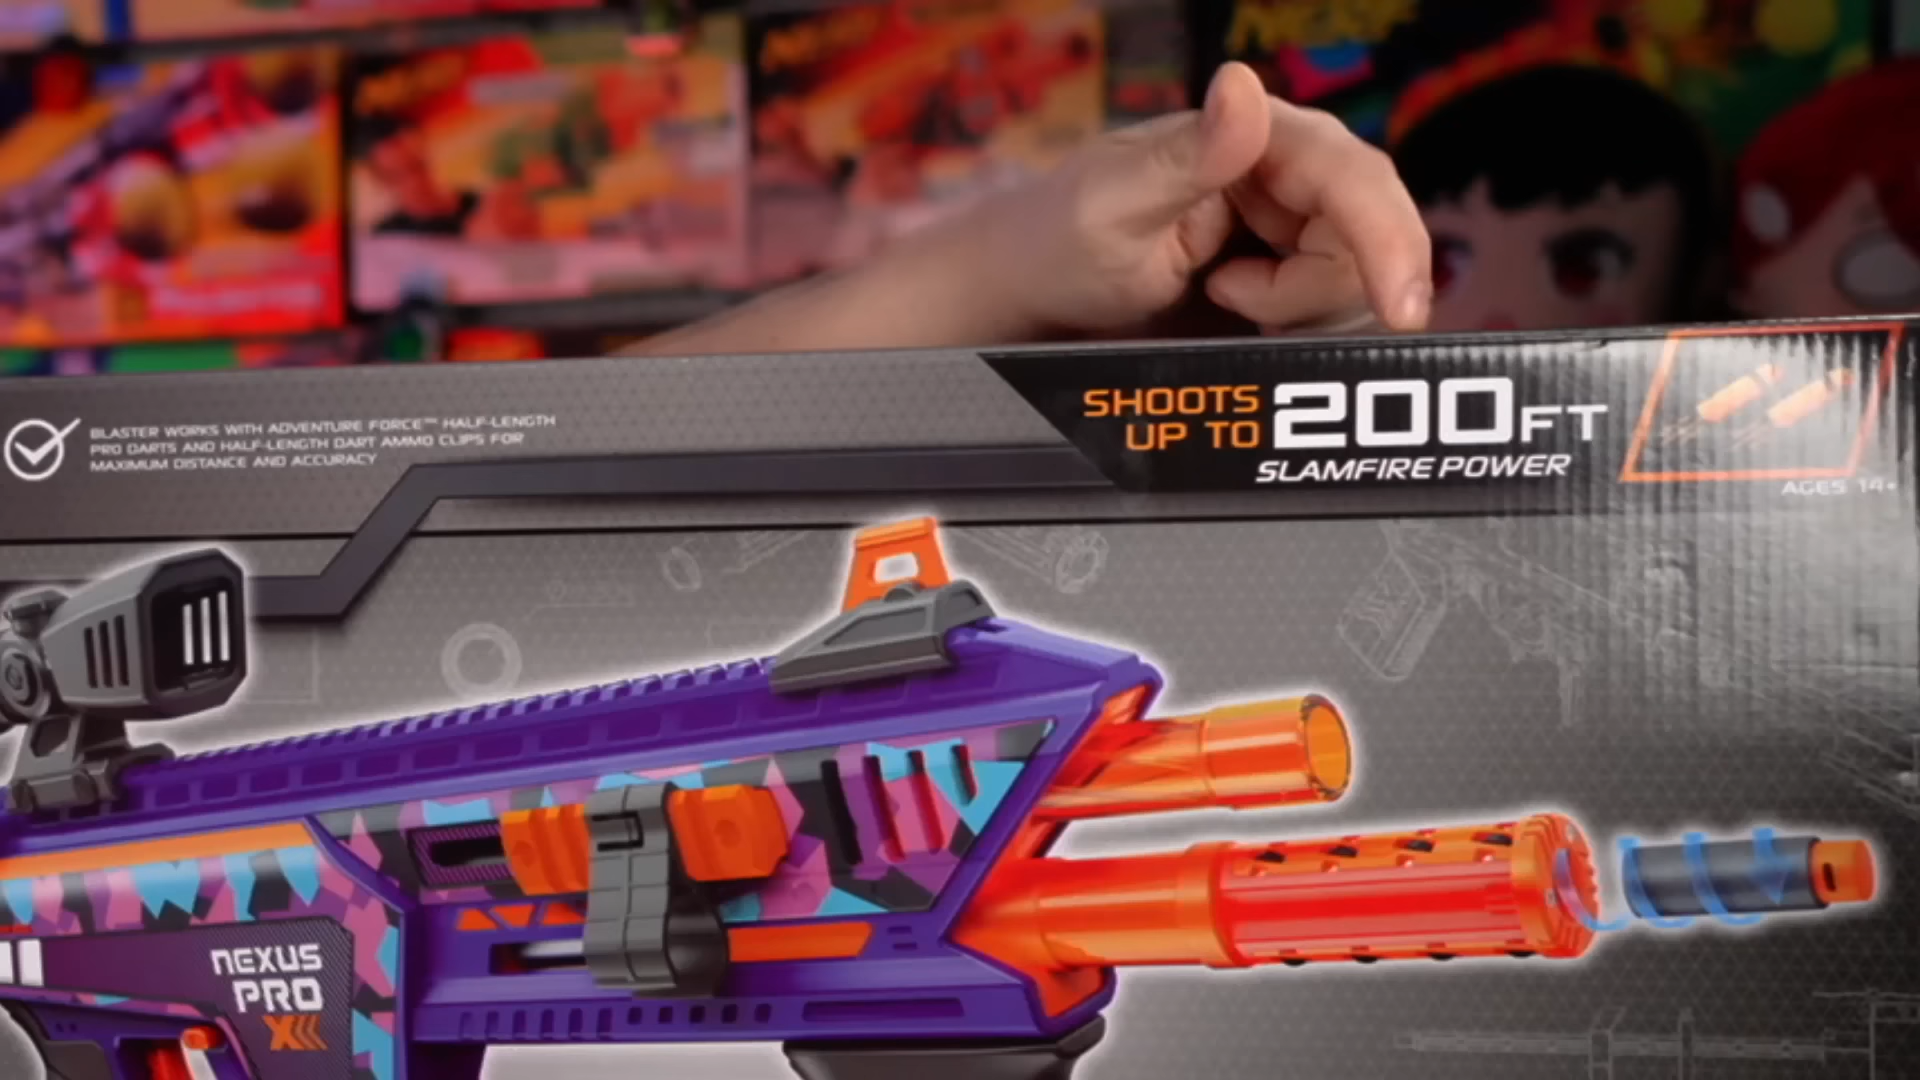 NERF
BLASTER WORKS WITH ADVENTURE FORCE™ HALF-LENGTH
PRO DARTS AND HALF-LENGTH DART AMMO CLIPS FOR
MAXIMUM DISTANCE AND ACCURACY
SHOOTS
UP TO
200FT
SLAMFIRE POWER
AGES 14+
NEXUS
PRO
X